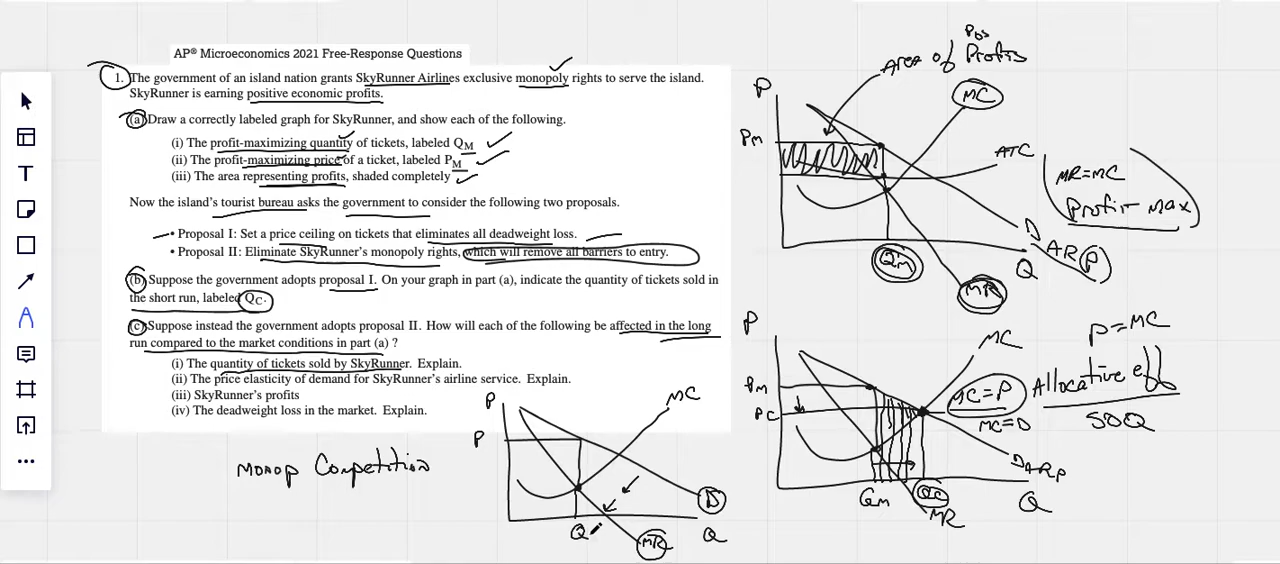 AP® Microeconomics 2021 Free-Response Questions
1. The government of an island nation grants SkyRunner Airlines exclusive monopoly rights to serve the island.
SkyRunner is earning positive economic profits.
(a) Draw a correctly labeled graph for SkyRunner, and show each of the following.
(i) The profit-maximizing quantity of tickets, labeled QM
(ii) The profit-maximizing price of a ticket, labeled PM
(iii) The area representing profits, shaded completely
Now the island's tourist bureau asks the government to consider the following two proposals.
• Proposal I: Set a price ceiling on tickets that eliminates all deadweight loss.
• Proposal II: Eliminate SkyRunner's monopoly rights, which will remove all barriers to entry.
(b) Suppose the government adopts proposal I. On your graph in part (a), indicate the quantity of tickets sold in
the short run, labeled QC.
(c) Suppose instead the government adopts proposal II. How will each of the following be affected in the long
run compared to the market conditions in part (a) ?
(i) The quantity of tickets sold by SkyRunner. Explain.
(ii) The price elasticity of demand for SkyRunner's airline service. Explain.
(iii) SkyRunner's profits
(iv) The deadweight loss in the market. Explain.
Monop Competition
P
MC
P
D
Q
MR
Q
Pos
Area of Profits
P
MC
PM
ATC
D
AR(P)
QM
Q
MR
MR=MC
Profit max
P
MC
PM
PC
MC=P
MC=D
D AR P
QM
QC
MR
Q
P=MC
Allocative eff
SOQ
T